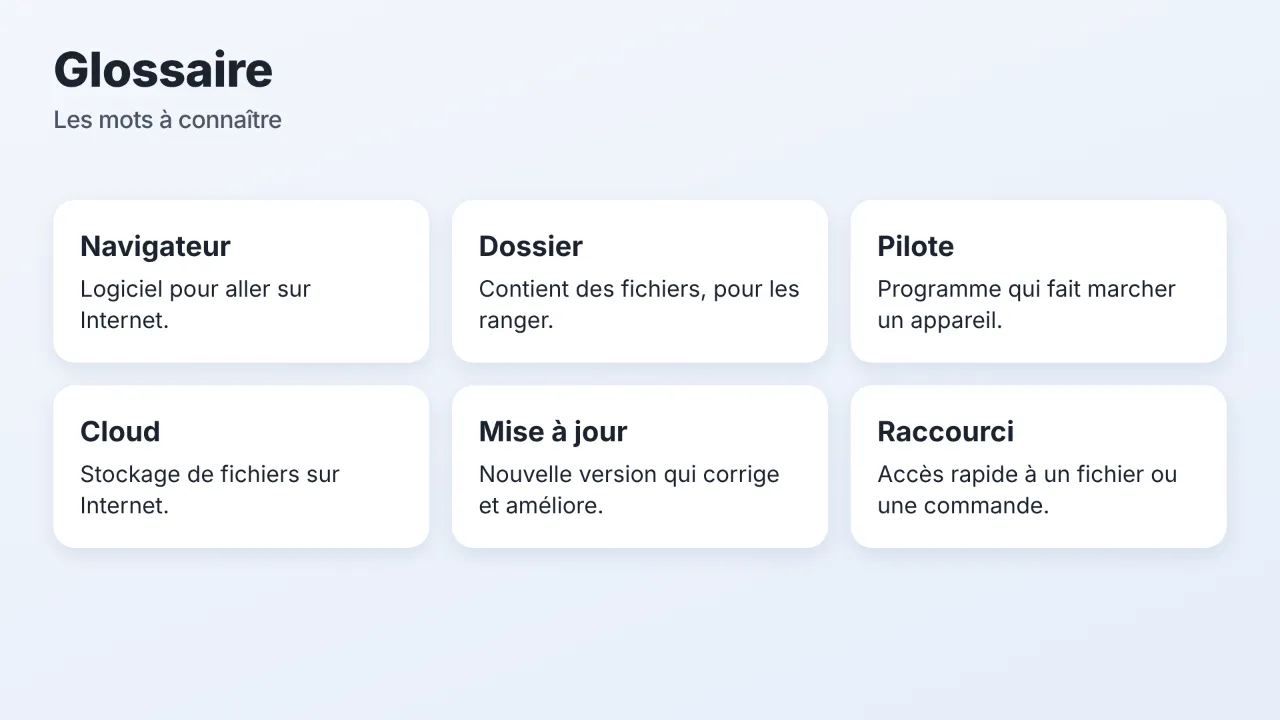 Glossaire
Les mots à connaître
Navigateur
Logiciel pour aller sur
Internet.
Dossier
Contient des fichiers, pour les
ranger.
Pilote
Programme qui fait marcher
un appareil.
Cloud
Stockage de fichiers sur
Internet.
Mise à jour
Nouvelle version qui corrige
et améliore.
Raccourci
Accès rapide à un fichier ou
une commande.